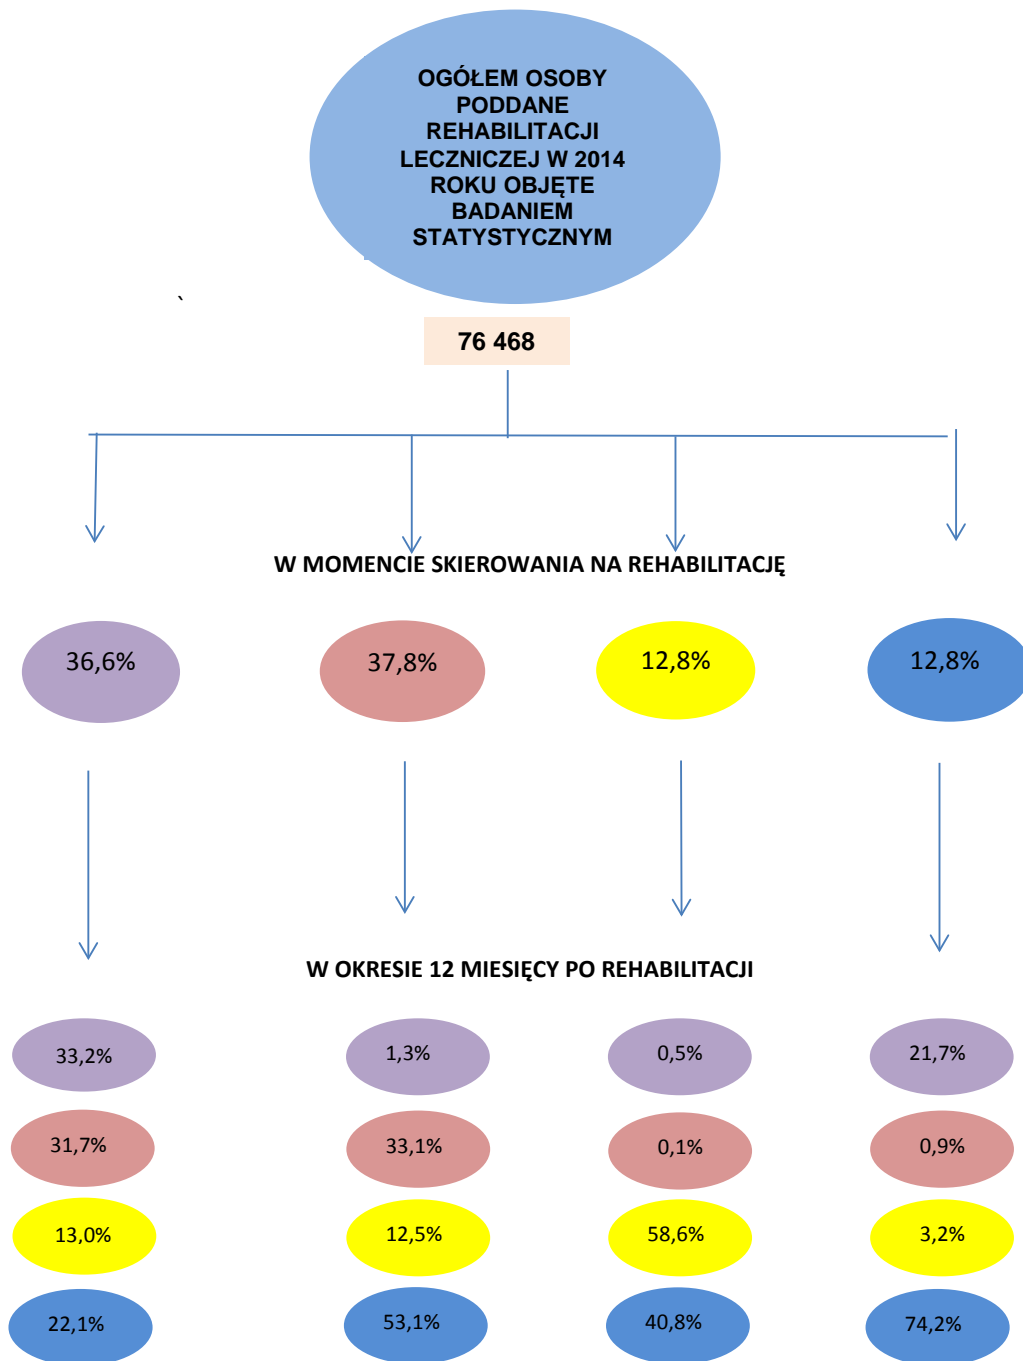 OGÓŁEM OSOBY
PODDANE
REHABILITACJI
LECZNICZEJ W 2014
ROKU OBJĘTE
BADANIEM
STATYSTYCZNYM
`
76 468
W MOMENCIE SKIEROWANIA NA REHABILITACJĘ
36,6% 37,8% 12,8% 12,8%
W OKRESIE 12 MIESIĘCY PO REHABILITACJI
33,2% 1,3% 0,5% 21,7%
31,7% 33,1% 0,1% 0,9%
13,0% 12,5% 58,6% 3,2%
22,1% 53,1% 40,8% 74,2%